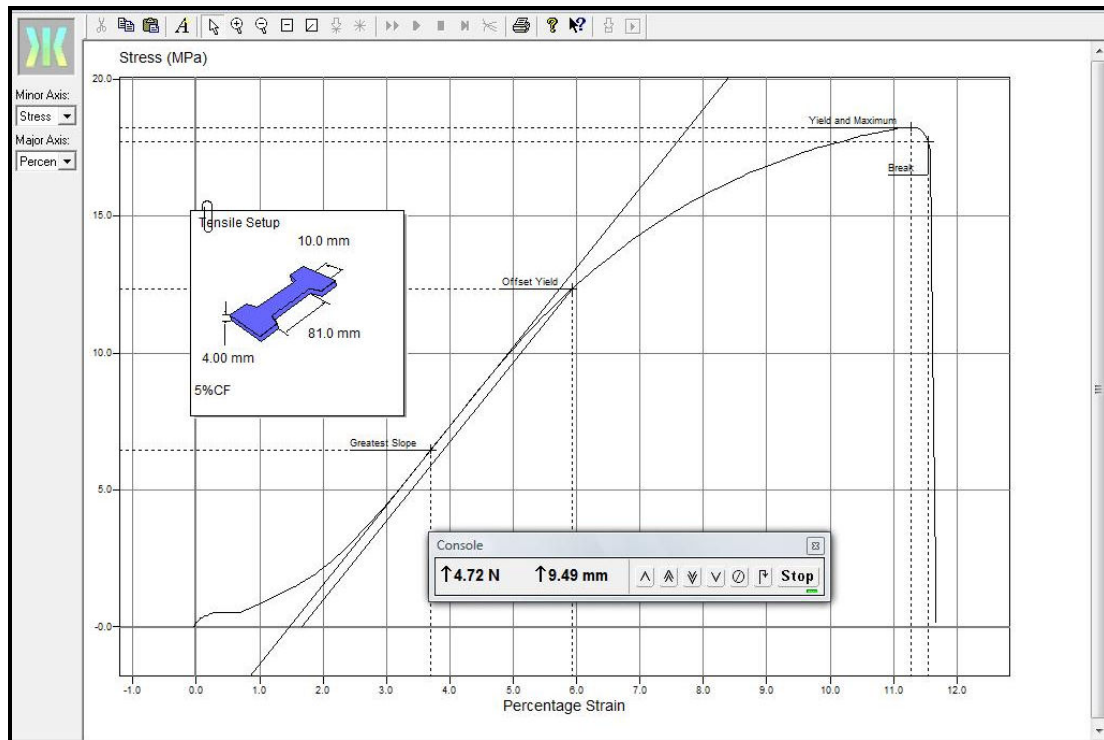 A
Minor Axis:
Stress
Major Axis:
Percen
Stress (MPa)
20.0
15.0
10.0
5.0
-0.0
Yield and Maximum
Break
Offset Yield
Greatest Slope
Tensile Setup
10.0 mm
81.0 mm
4.00 mm
5%CF
Console
↑4.72 N ↑9.49 mm Stop
-1.0 0.0 1.0 2.0 3.0 4.0 5.0 6.0 7.0 8.0 9.0 10.0 11.0 12.0
Percentage Strain